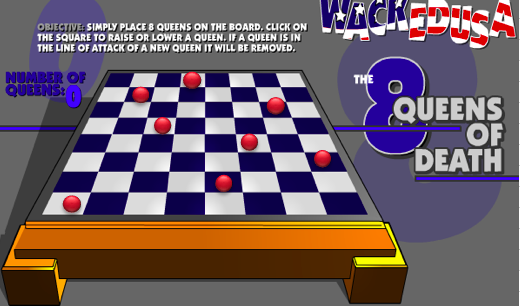 WACKEDUSA
OBJECTIVE: SIMPLY PLACE 8 QUEENS ON THE BOARD. CLICK ON
THE SQUARE TO RAISE OR LOWER A QUEEN. IF A QUEEN IS IN
THE LINE OF ATTACK OF A NEW QUEEN IT WILL BE REMOVED.
NUMBER OF
QUEENS: 0
THE
8
QUEENS
OF
DEATH